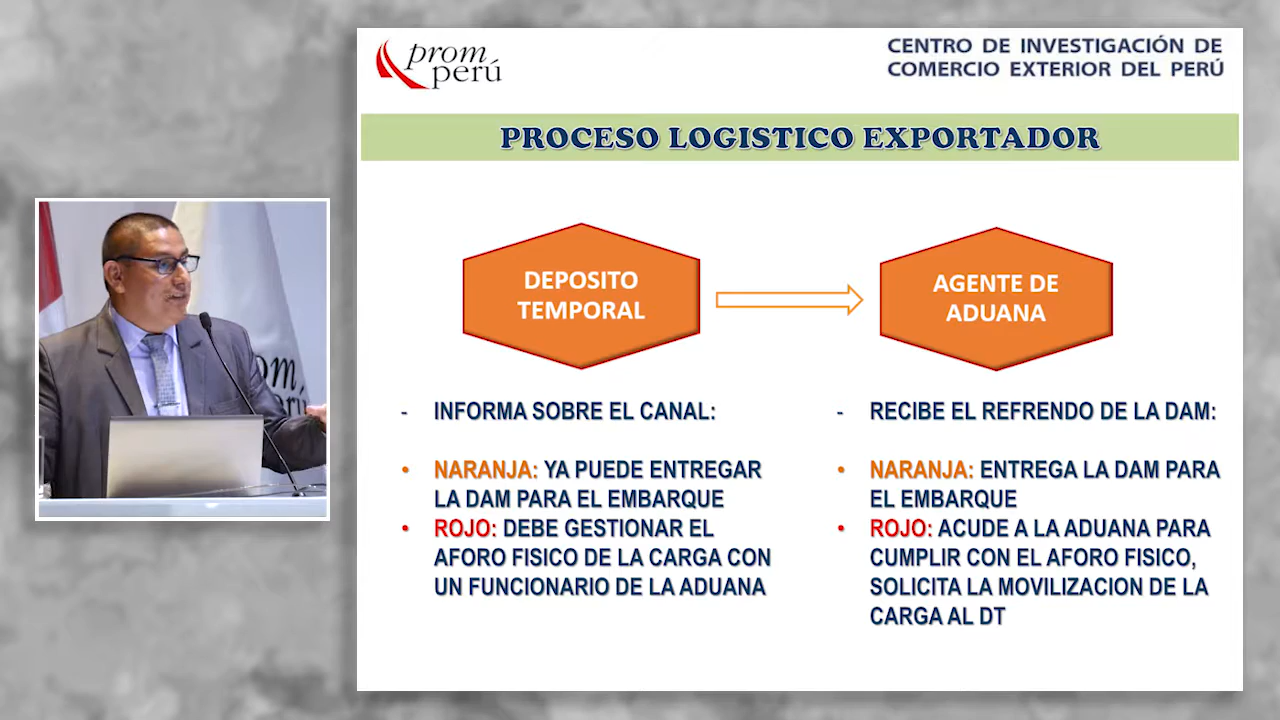 prom
perú
CENTRO DE INVESTIGACIÓN DE
COMERCIO EXTERIOR DEL PERÚ
PROCESO LOGISTICO EXPORTADOR
DEPOSITO
TEMPORAL
AGENTE DE
ADUANA
- INFORMA SOBRE EL CANAL:
• NARANJA: YA PUEDE ENTREGAR
LA DAM PARA EL EMBARQUE
• ROJO: DEBE GESTIONAR EL
AFORO FISICO DE LA CARGA CON
UN FUNCIONARIO DE LA ADUANA
- RECIBE EL REFRENDO DE LA DAM:
• NARANJA: ENTREGA LA DAM PARA
EL EMBARQUE
• ROJO: ACUDE A LA ADUANA PARA
CUMPLIR CON EL AFORO FISICO,
SOLICITA LA MOVILIZACION DE LA
CARGA AL DT
prom
perú